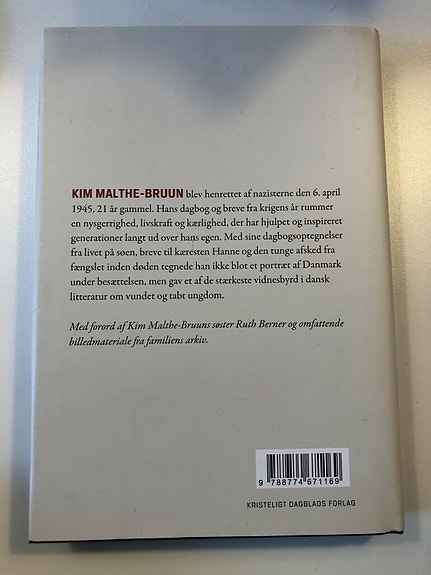 KIM MALTHE-BRUUN blev henrettet af nazisterne den 6. april
1945, 21 år gammel. Hans dagbog og breve fra krigens år rummer
en nysgerrighed, livskraft og kærlighed, der har hjulpet og inspireret
generationer langt ud over hans egen. Med sine dagbogsoptegnelser
fra livet på søen, breve til kæresten Hanne og den tunge afsked fra
fængslet inden døden tegnede han ikke blot et portræt af Danmark
under besættelsen, men gav et af de stærkeste vidnesbyrd i dansk
litteratur om vundet og tabt ungdom.
Med forord af Kim Malthe-Bruuns søster Ruth Berner og omfattende
billedmateriale fra familiens arkiv.
9 788774 671169
KRISTELIGT DAGBLADS FORLAG